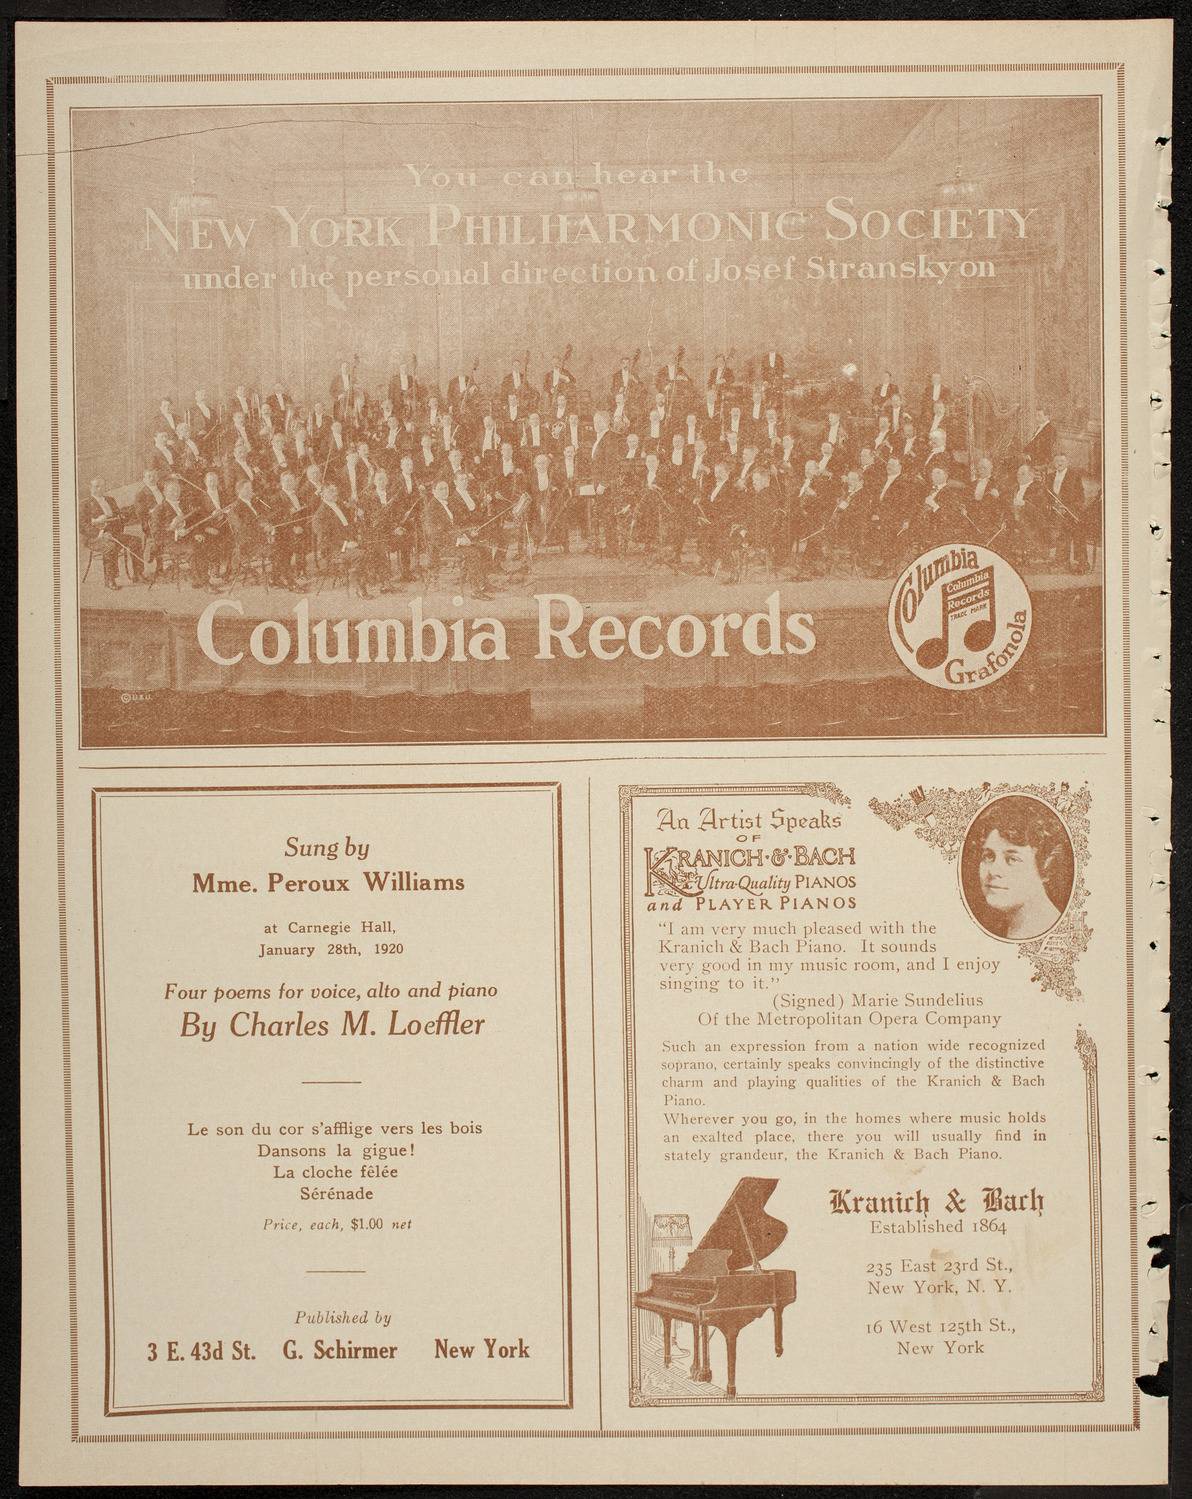 You can hear the
NEW YORK PHILHARMONIC SOCIETY
under the personal direction of Josef Stransky on
Columbia Records
Columbia
Columbia
Records
TRADE MARK
Grafonola
© U & U.
Sung by
Mme. Peroux Williams
at Carnegie Hall,
January 28th, 1920
Four poems for voice, alto and piano
By Charles M. Loeffler
Le son du cor s'afflige vers les bois
Dansons la gigue!
La cloche fêlée
Sérénade
Price, each, $1.00 net
Published by
3 E. 43d St. G. Schirmer New York
An Artist Speaks
OF
KRANICH·&·BACH
Ultra-Quality PIANOS
and PLAYER PIANOS
"I am very much pleased with the
Kranich & Bach Piano. It sounds
very good in my music room, and I enjoy
singing to it."
(Signed) Marie Sundelius
Of the Metropolitan Opera Company
Such an expression from a nation wide recognized
soprano, certainly speaks convincingly of the distinctive
charm and playing qualities of the Kranich & Bach
Piano.
Wherever you go, in the homes where music holds
an exalted place, there you will usually find in
stately grandeur, the Kranich & Bach Piano.
Kranich & Bach
Established 1864
235 East 23rd St.,
New York, N. Y.
16 West 125th St.,
New York